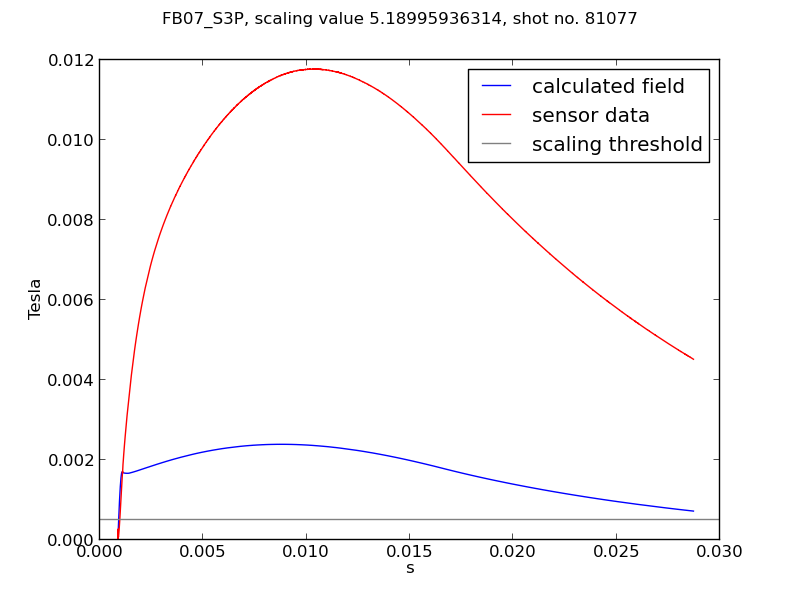 FB07_S3P, scaling value 5.18995936314, shot no. 81077
calculated field
sensor data
scaling threshold
0.012
0.010
0.008
0.006
0.004
0.002
0.000
Tesla
0.000 0.005 0.010 0.015 0.020 0.025 0.030
s